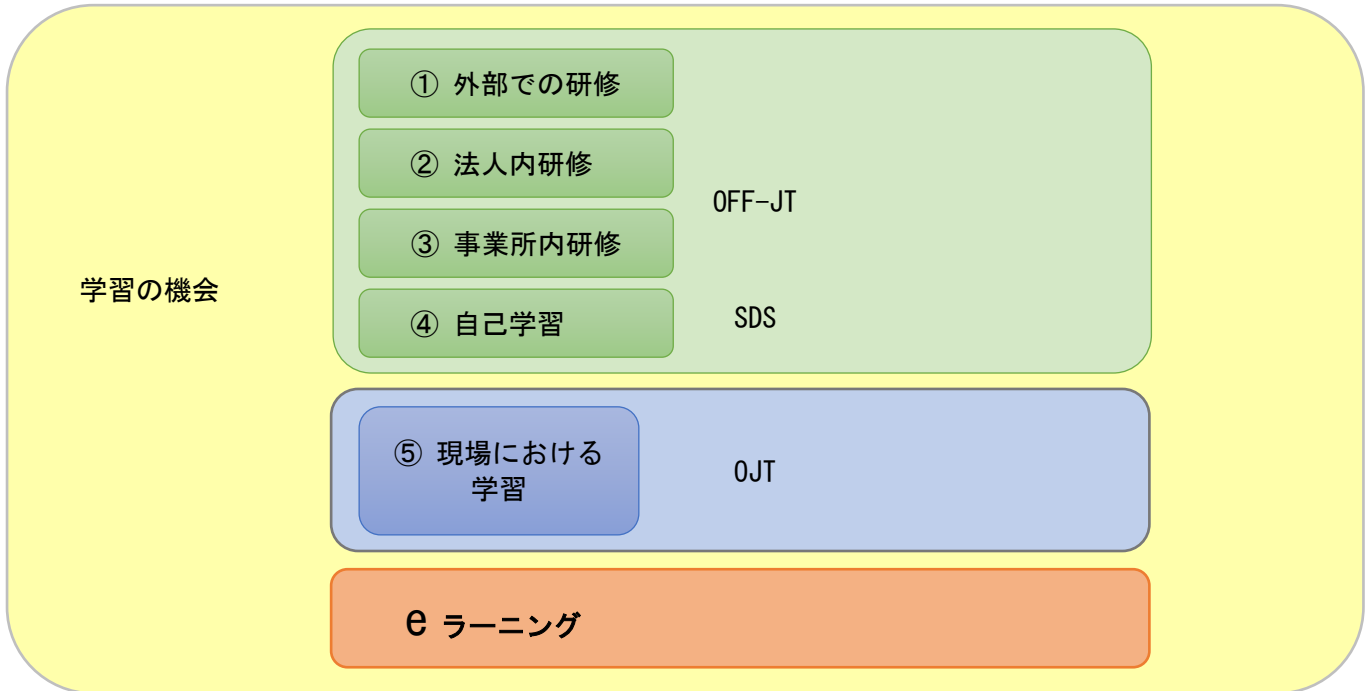 ① 外部での研修
② 法人内研修
OFF-JT
③ 事業所内研修
学習の機会
④ 自己学習
SDS
⑤ 現場における
学習
OJT
e ラーニング